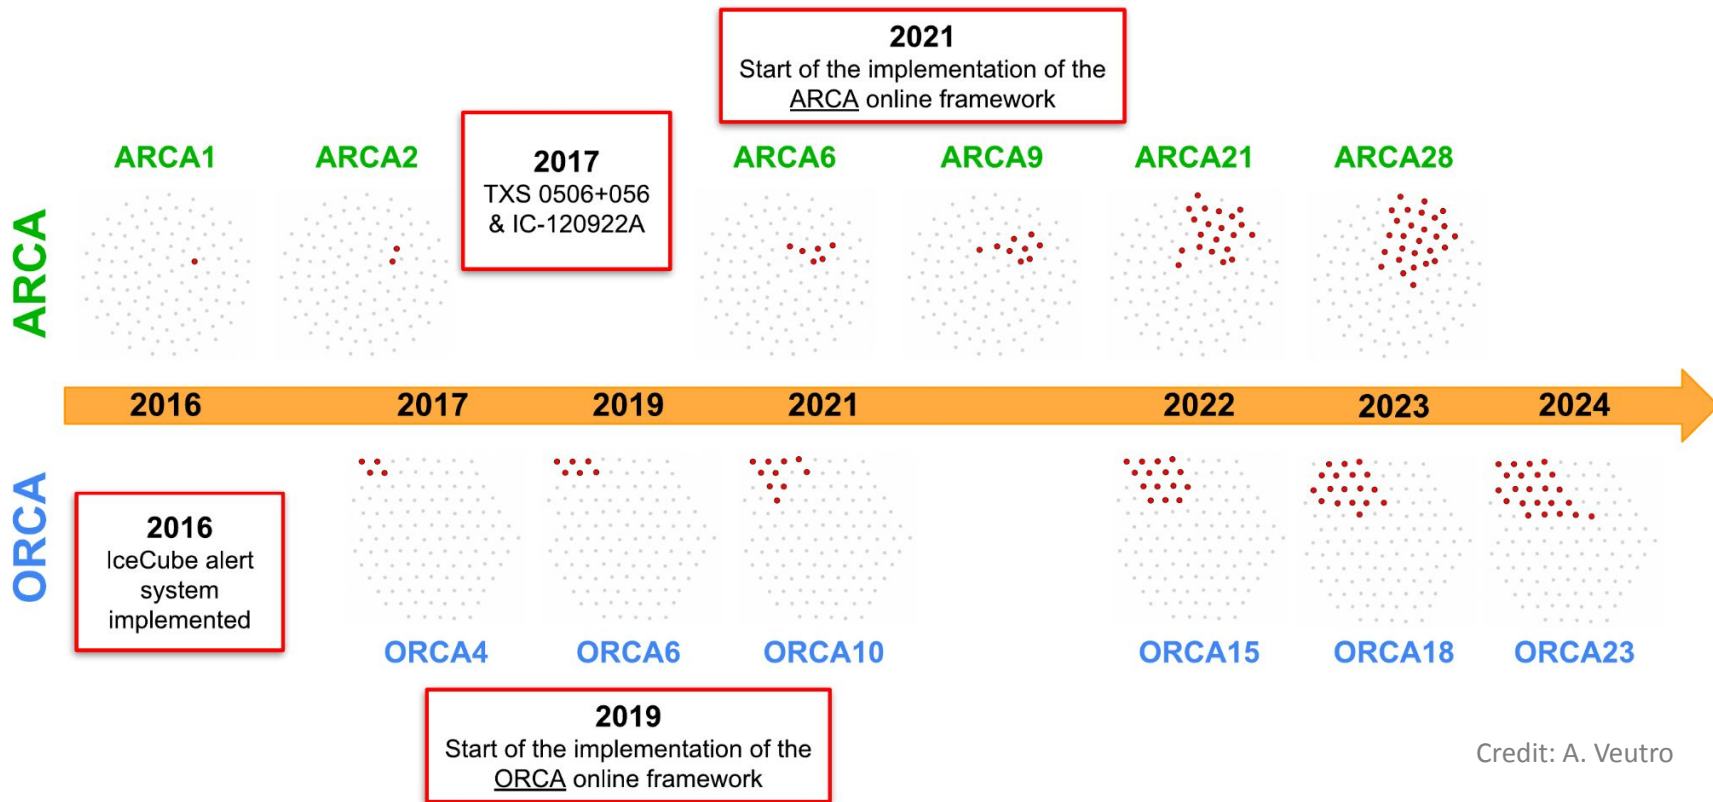 2021
Start of the implementation of the
ARCA online framework
2017
TXS 0506+056
& IC-120922A
ARCA1
ARCA2
ARCA6
ARCA9
ARCA21
ARCA28
ARCA
2016
2017
2019
2021
2022
2023
2024
ORCA
2016
IceCube alert
system
implemented
ORCA4
ORCA6
ORCA10
ORCA15
ORCA18
ORCA23
2019
Start of the implementation of the
ORCA online framework
Credit: A. Veutro